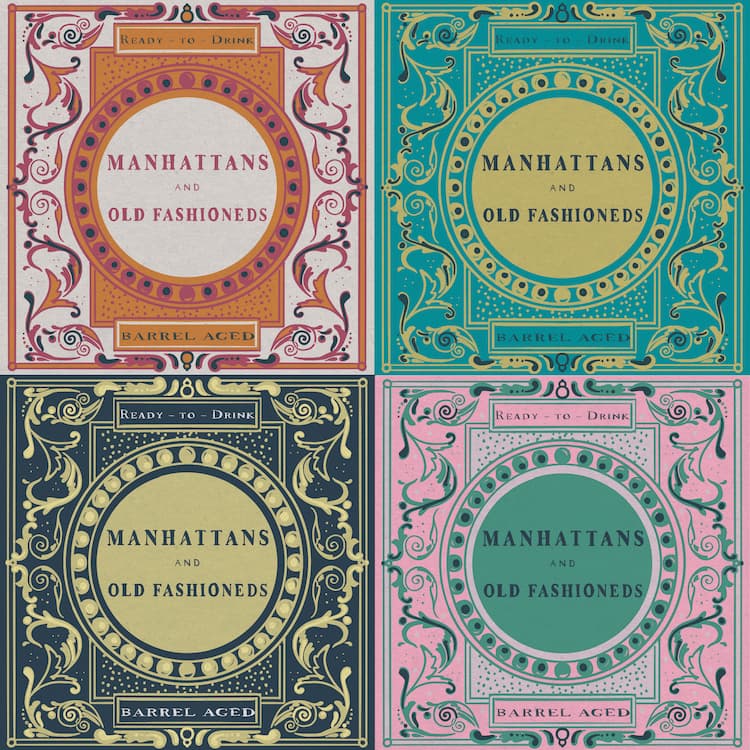 Ready - to - Drink
MANHATTANS
AND
OLD FASHIONEDS
BARREL AGED
Ready - to - Drink
MANHATTANS
AND
OLD FASHIONEDS
BARREL AGED
Ready - to - Drink
MANHATTANS
AND
OLD FASHIONEDS
BARREL AGED
Ready - to - Drink
MANHATTANS
AND
OLD FASHIONEDS
BARREL AGED